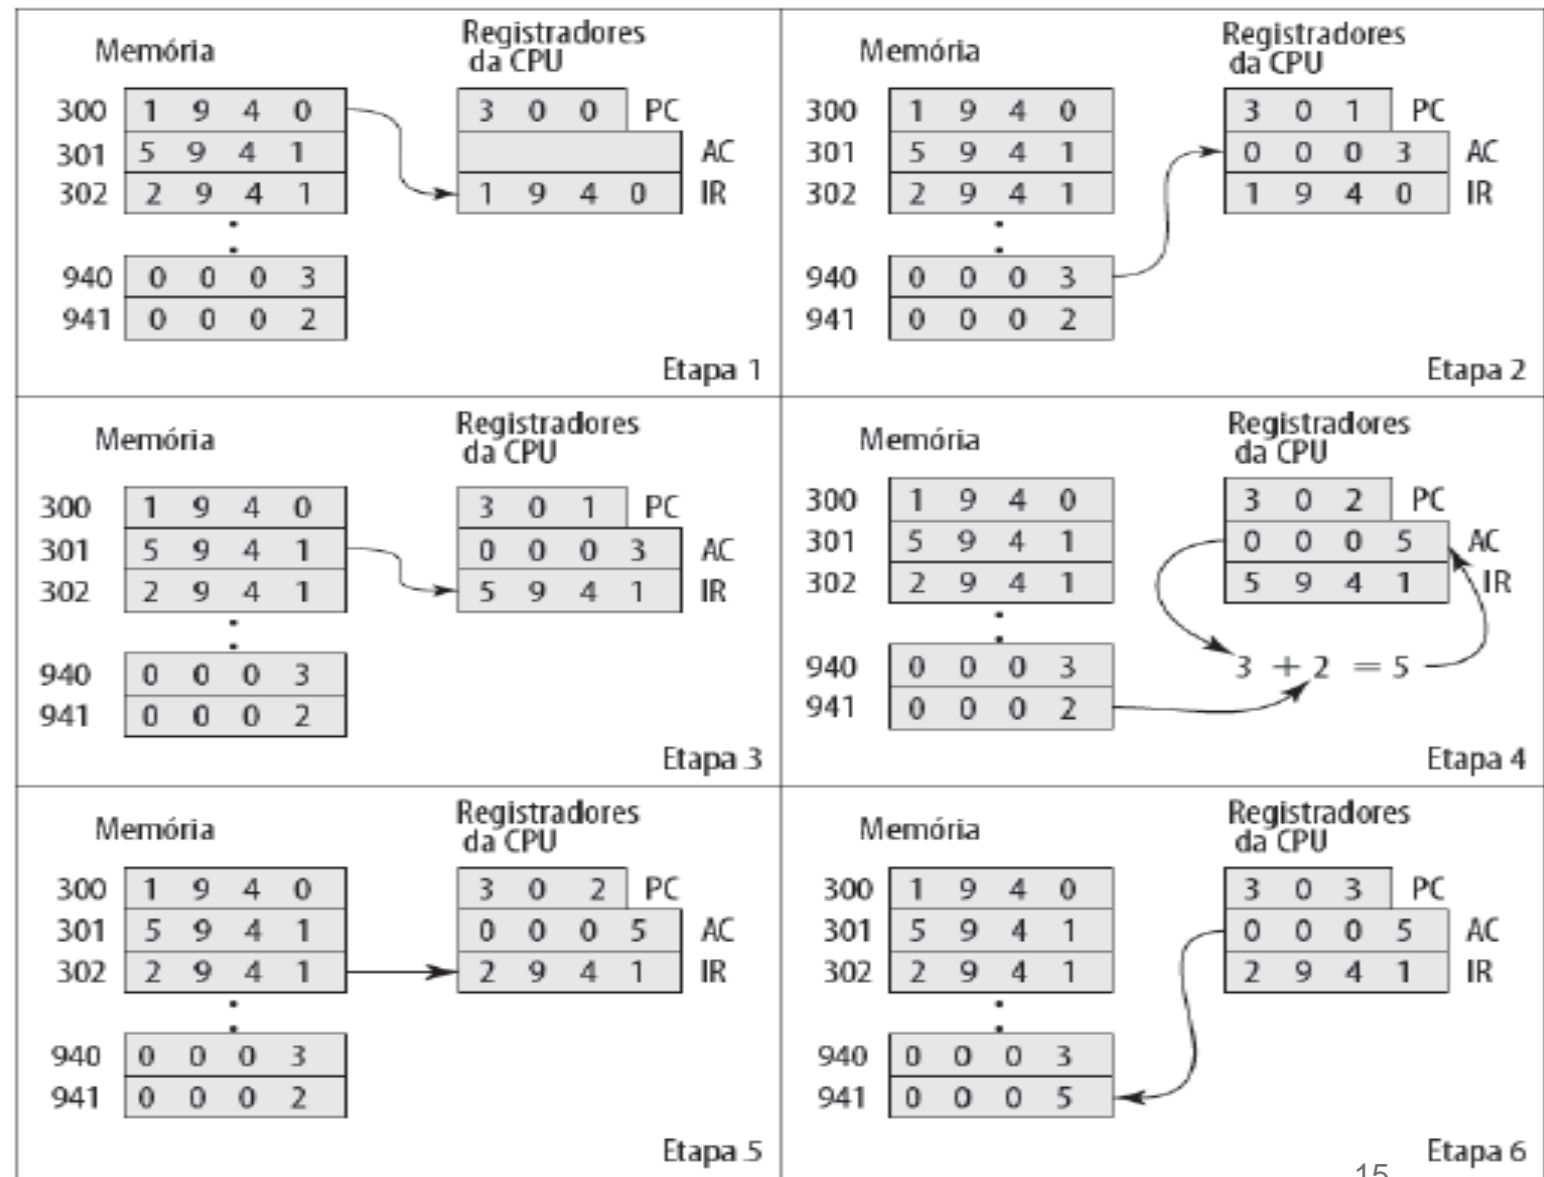 Memória
Registradores
da CPU
300 1 9 4 0 3 0 0 PC
301 5 9 4 1 AC
302 2 9 4 1 1 9 4 0 IR
940 0 0 0 3
941 0 0 0 2
Etapa 1
Memória
Registradores
da CPU
300 1 9 4 0 3 0 1 PC
301 5 9 4 1 0 0 0 3 AC
302 2 9 4 1 1 9 4 0 IR
940 0 0 0 3
941 0 0 0 2
Etapa 2
Memória
Registradores
da CPU
300 1 9 4 0 3 0 1 PC
301 5 9 4 1 0 0 0 3 AC
302 2 9 4 1 5 9 4 1 IR
940 0 0 0 3
941 0 0 0 2
Etapa 3
Memória
Registradores
da CPU
300 1 9 4 0 3 0 2 PC
301 5 9 4 1 0 0 0 5 AC
302 2 9 4 1 5 9 4 1 IR
940 0 0 0 3 3 + 2 = 5
941 0 0 0 2
Etapa 4
Memória
Registradores
da CPU
300 1 9 4 0 3 0 2 PC
301 5 9 4 1 0 0 0 5 AC
302 2 9 4 1 2 9 4 1 IR
940 0 0 0 3
941 0 0 0 2
Etapa 5
Memória
Registradores
da CPU
300 1 9 4 0 3 0 3 PC
301 5 9 4 1 0 0 0 5 AC
302 2 9 4 1 2 9 4 1 IR
940 0 0 0 3
941 0 0 0 5
Etapa 6
15